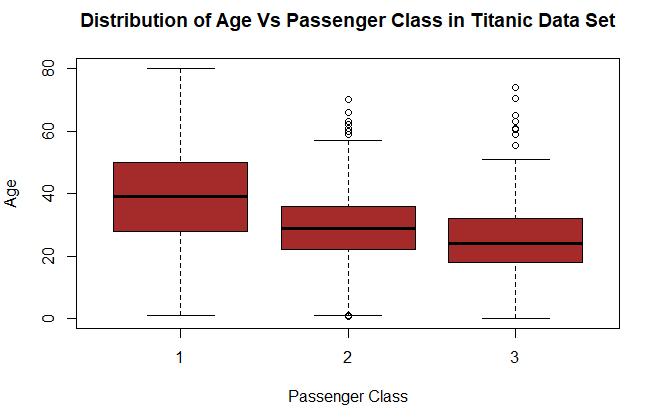 Distribution of Age Vs Passenger Class in Titanic Data Set
80
60
40
20
0
Age
1 2 3
Passenger Class